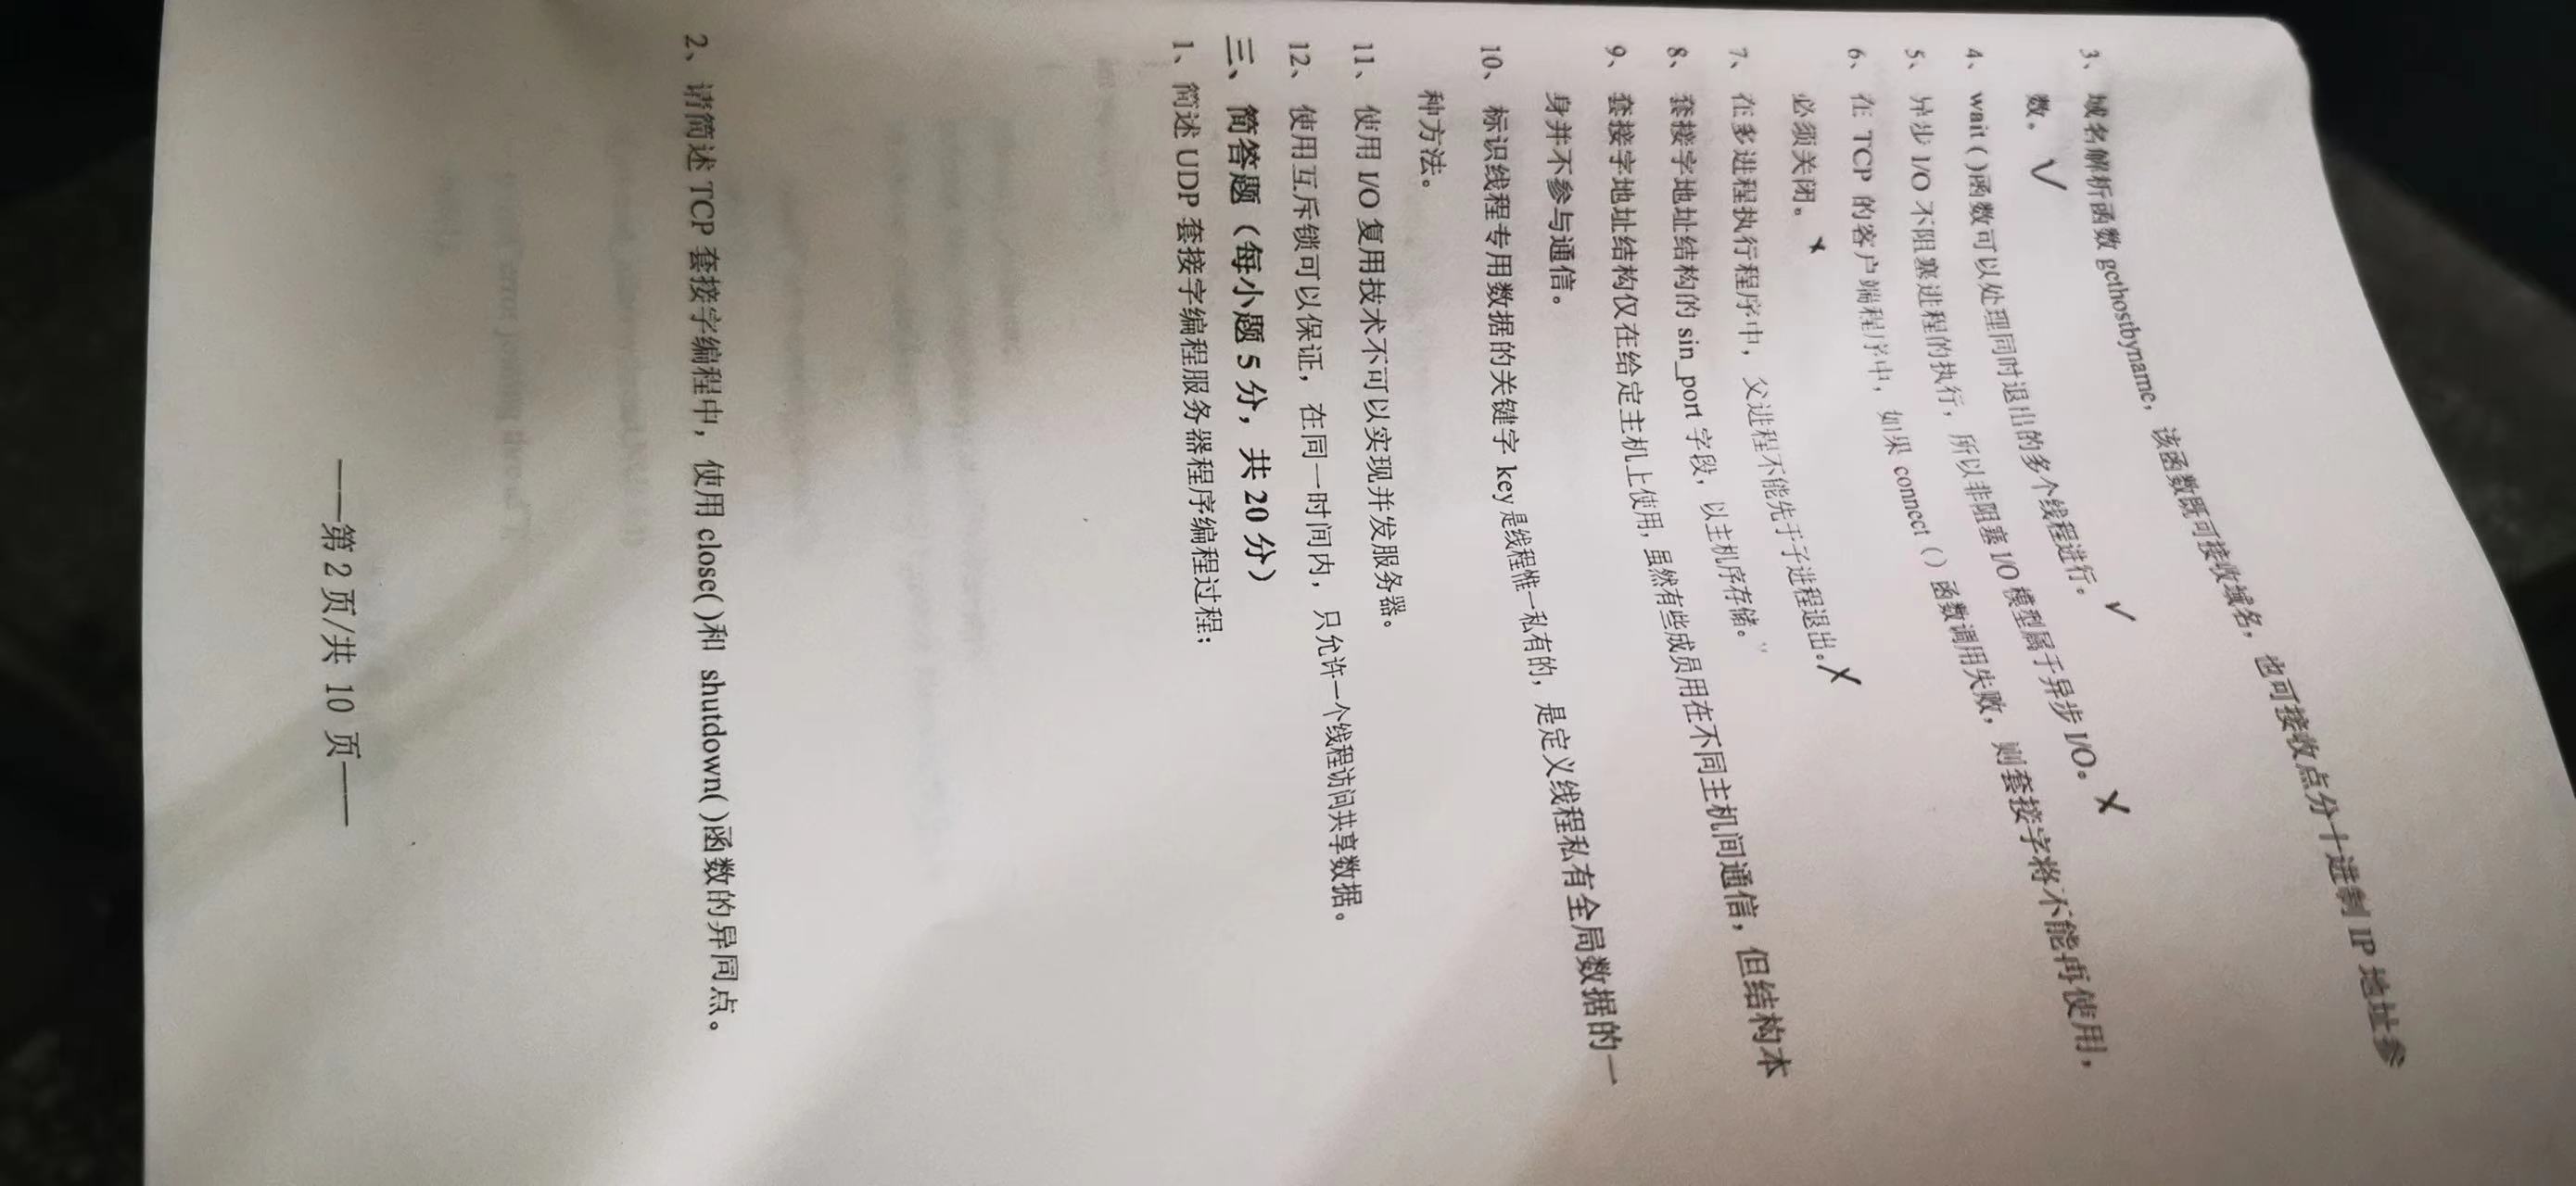 3、域名解析函数 gethostbyname，该函数既可接收域名，也可接收点分十进制 IP 地址参
数。 √
4、wait( )函数可以处理同时退出的多个线程进行。 √
5、异步 I/O 不阻塞进程的执行，所以非阻塞 I/O 模型属于异步 I/O。 ×
6、在 TCP 的客户端程序中，如果 connect（）函数调用失败，则套接字将不能再使用，
必须关闭。 ×
7、在多进程执行程序中，父进程不能先于子进程退出。×
8、套接字地址结构的 sin_port 字段，以主机序存储。
9、套接字地址结构仅在给定主机上使用，虽然有些成员用在不同主机间通信，但结构本
身并不参与通信。
10、标识线程专用数据的关键字 key 是线程惟一私有的，是定义线程私有全局数据的一
种方法。
11、使用 I/O 复用技术不可以实现并发服务器。
12、使用互斥锁可以保证，在同一时间内，只允许一个线程访问共享数据。
三、简答题（每小题 5 分，共 20 分）
1、简述 UDP 套接字编程服务器程序编程过程；
2、请简述 TCP 套接字编程中，使用 close( )和 shutdown( )函数的异同点。
——第 2 页/共 10 页——